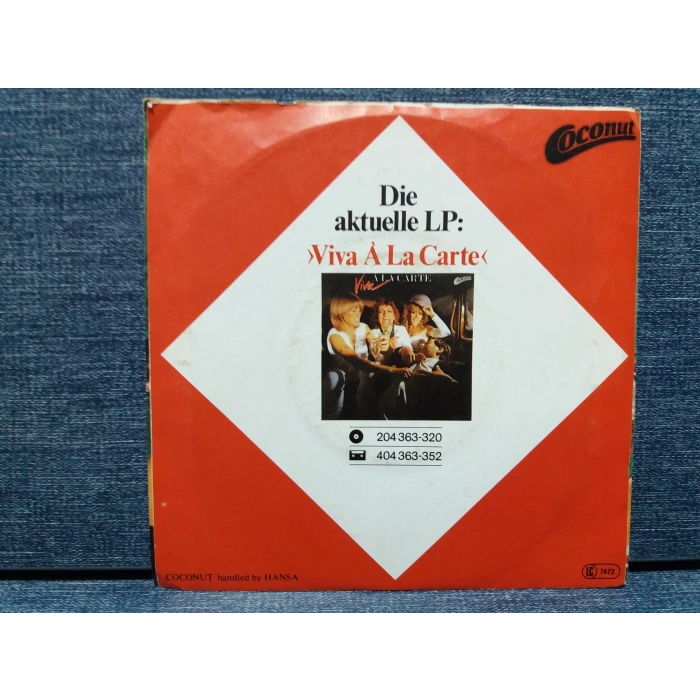 Coconut
Die
aktuelle LP:
›Viva À La Carte‹
Viva À LA CARTE
204 363-320
404 363-352
COCONUT handled by HANSA
LC 7472